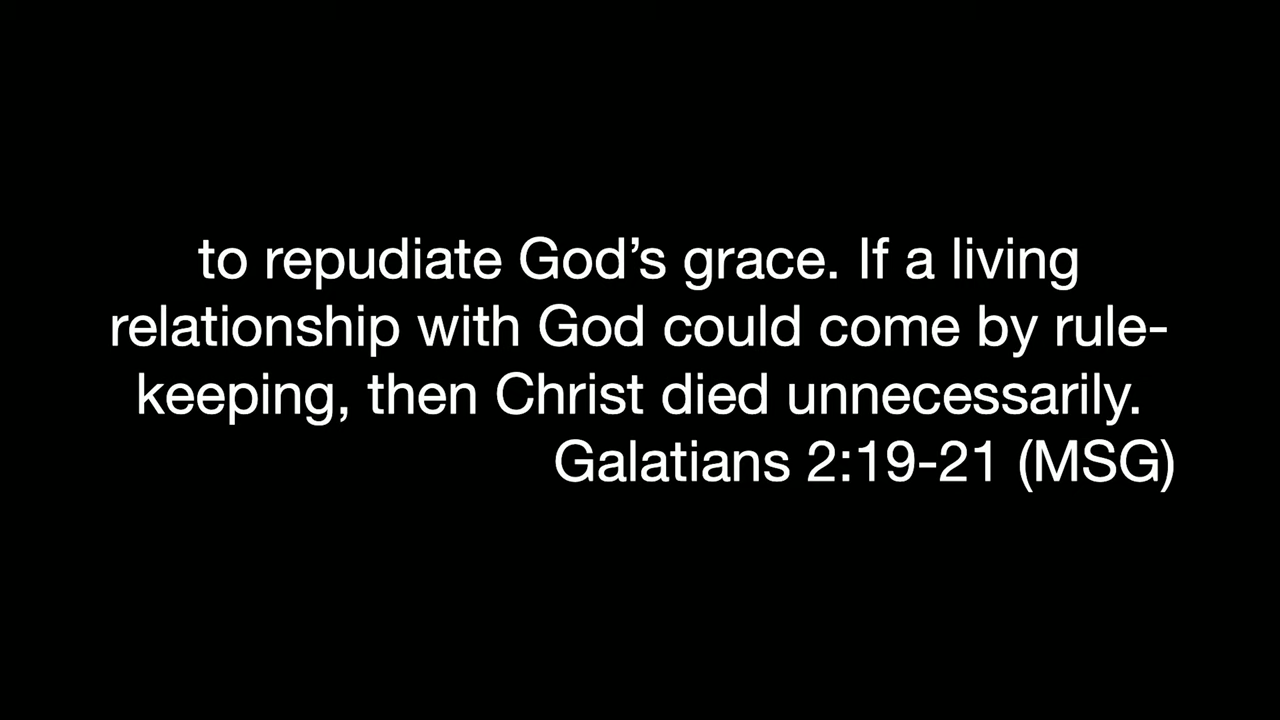 to repudiate God’s grace. If a living
relationship with God could come by rule-
keeping, then Christ died unnecessarily.
Galatians 2:19-21 (MSG)